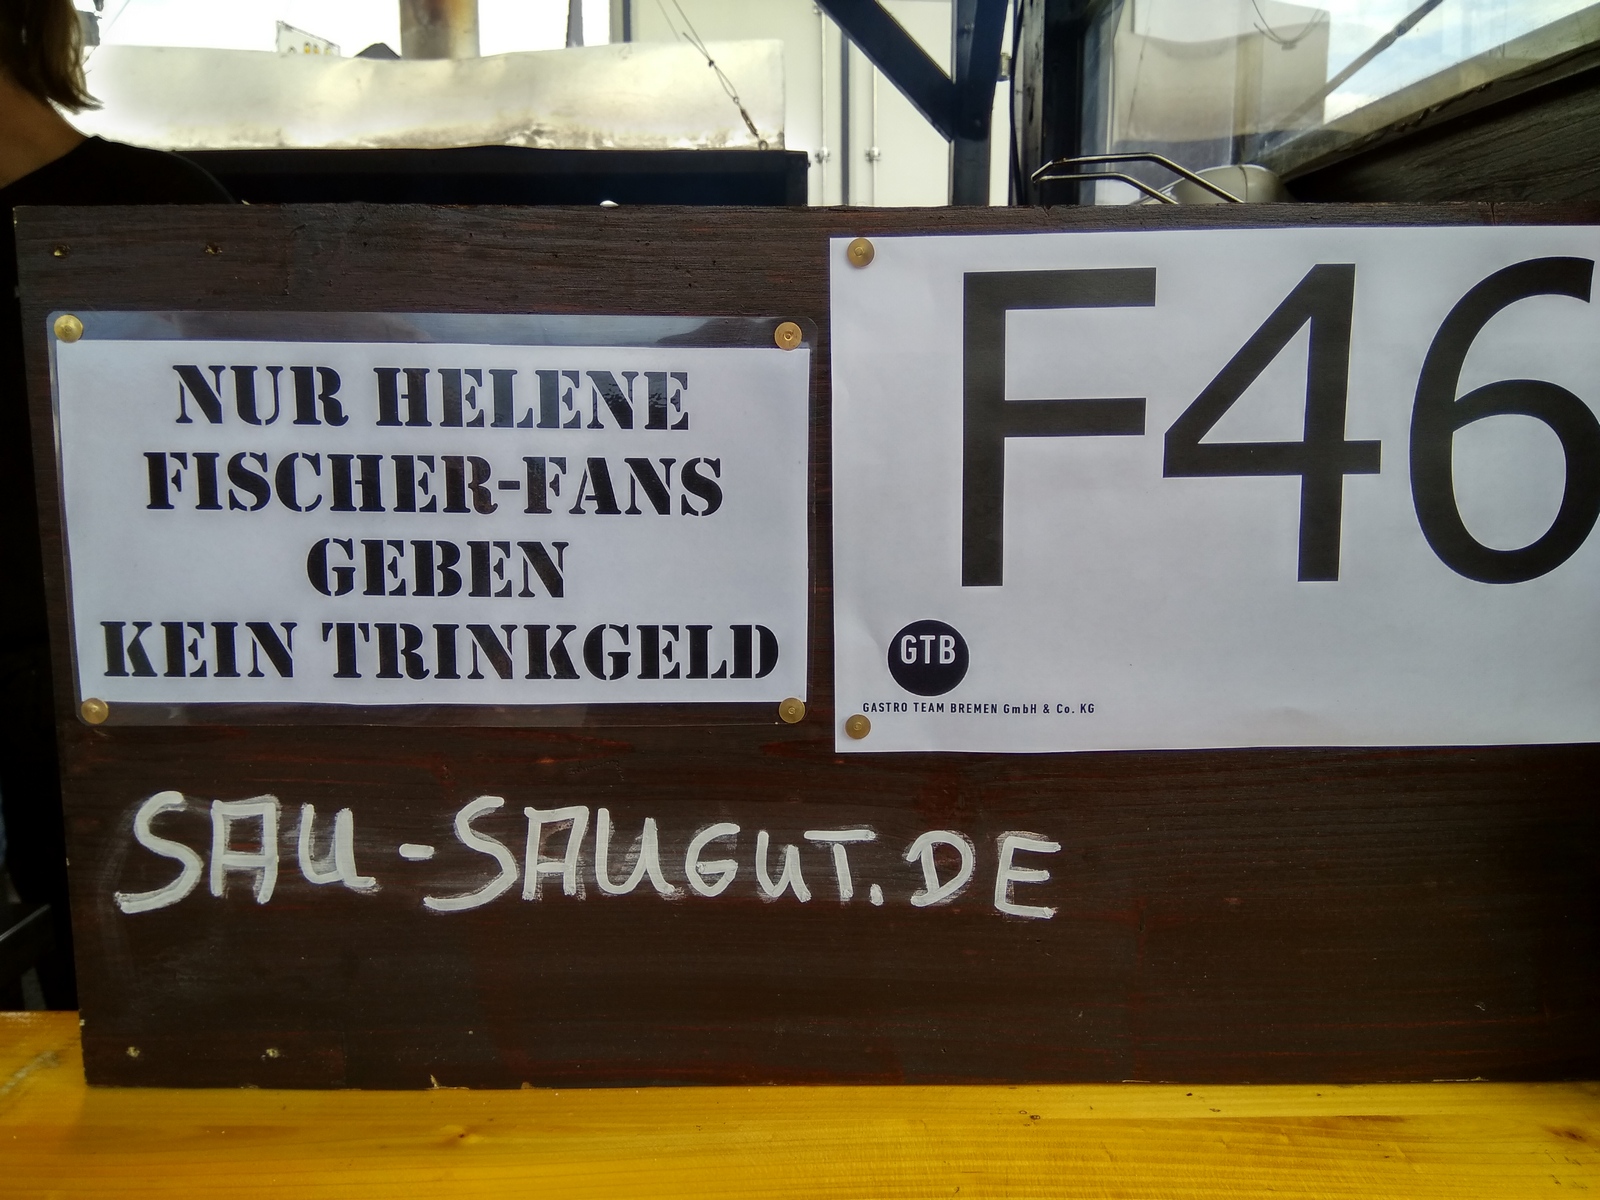 NUR HELENE
FISCHER-FANS
GEBEN
KEIN TRINKGELD
F46
GTB
GASTRO TEAM BREMEN GmbH & Co. KG
SAU-SAUGUT.DE